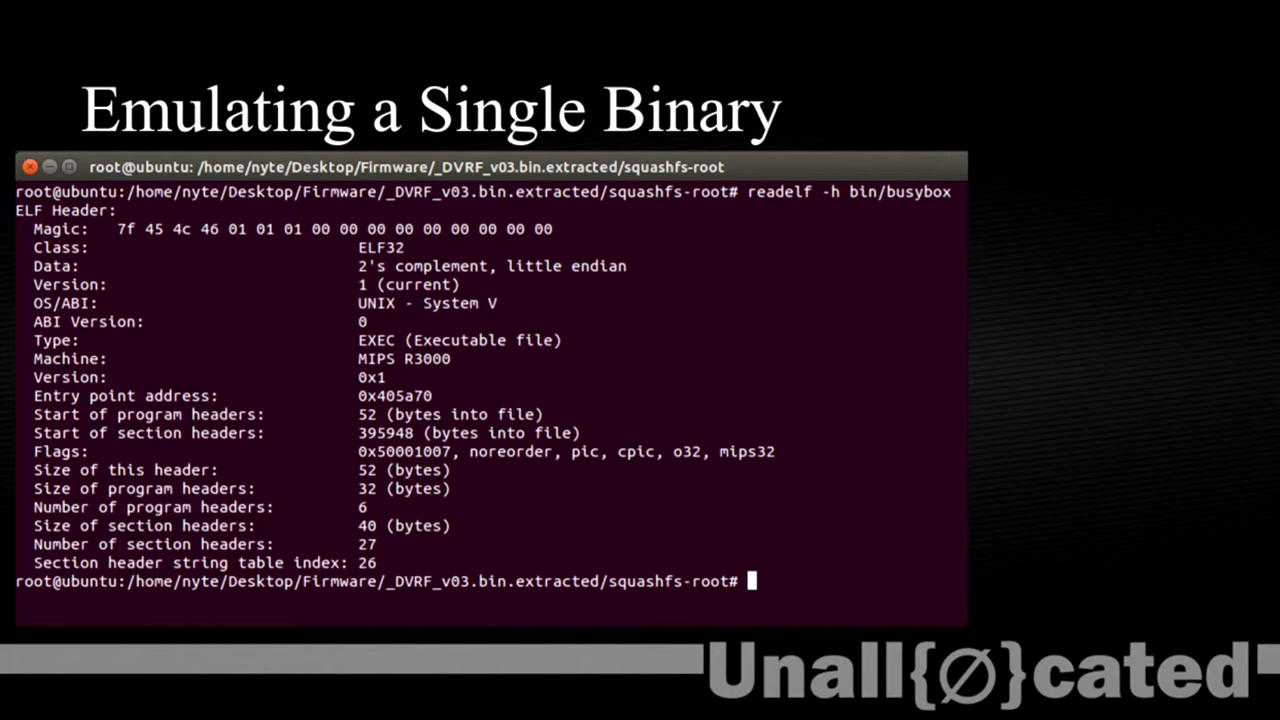 Emulating a Single Binary
root@ubuntu: /home/nyte/Desktop/Firmware/_DVRF_v03.bin.extracted/squashfs-root
root@ubuntu:/home/nyte/Desktop/Firmware/_DVRF_v03.bin.extracted/squashfs-root# readelf -h bin/busybox
ELF Header:
Magic: 7f 45 4c 46 01 01 01 00 00 00 00 00 00 00 00 00
Class: ELF32
Data: 2's complement, little endian
Version: 1 (current)
OS/ABI: UNIX - System V
ABI Version: 0
Type: EXEC (Executable file)
Machine: MIPS R3000
Version: 0x1
Entry point address: 0x405a70
Start of program headers: 52 (bytes into file)
Start of section headers: 395948 (bytes into file)
Flags: 0x50001007, noreorder, pic, cpic, o32, mips32
Size of this header: 52 (bytes)
Size of program headers: 32 (bytes)
Number of program headers: 6
Size of section headers: 40 (bytes)
Number of section headers: 27
Section header string table index: 26
root@ubuntu:/home/nyte/Desktop/Firmware/_DVRF_v03.bin.extracted/squashfs-root#
Unall{Ø}cated